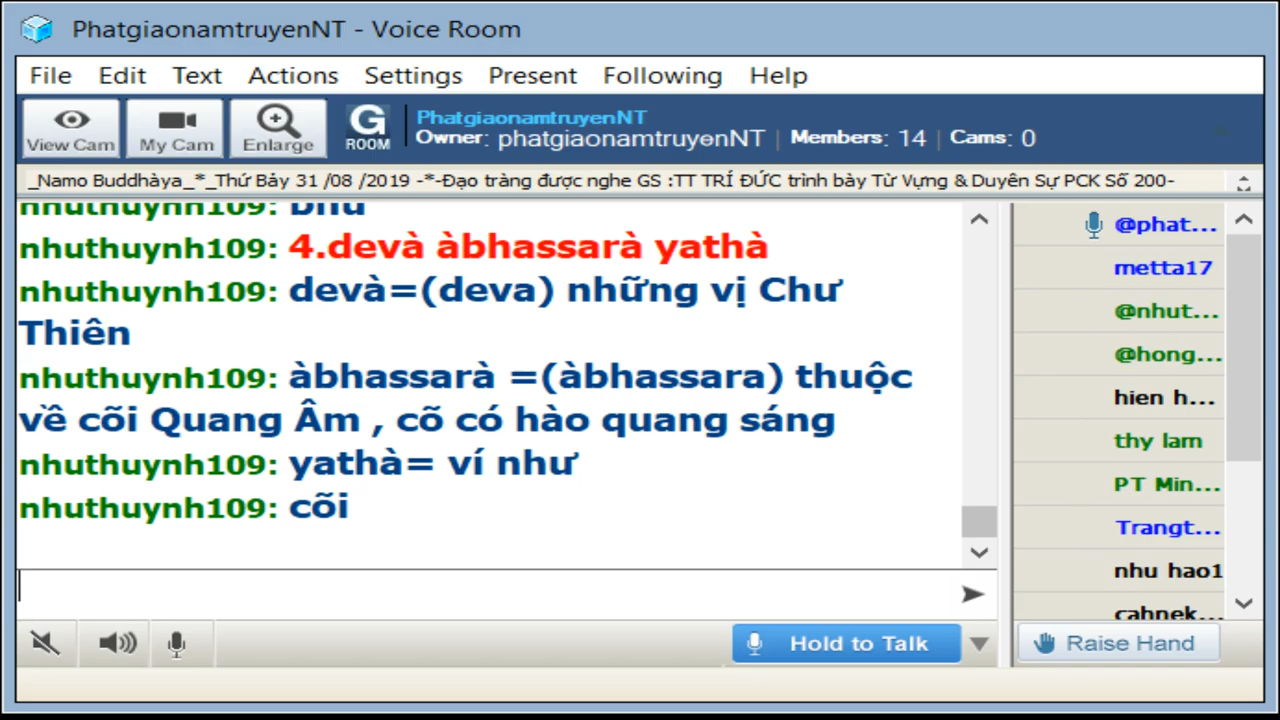 PhatgiaonamtruyenNT - Voice Room
File Edit Text Actions Settings Present Following Help
View Cam My Cam Enlarge G ROOM
PhatgiaonamtruyenNT
Owner: phatgiaonamtruyenNT | Members: 14 | Cams: 0
_Namo Buddhàya_*_Thứ Bảy 31 /08 /2019 -*-Đạo tràng được nghe GS :TT TRÍ ĐỨC trình bày Từ Vựng & Duyên Sự PCK Số 200-
nhuthuynh109: bhu
nhuthuynh109: 4.devà àbhassarà yathà
nhuthuynh109: devà=(deva) những vị Chư
Thiên
nhuthuynh109: àbhassarà =(àbhassara) thuộc
về cõi Quang Âm , cõ có hào quang sáng
nhuthuynh109: yathà= ví như
nhuthuynh109: cõi
@phat...
metta17
@nhut...
@hong...
hien h...
thy lam
PT Min...
Trangt...
nhu hao1
cahnek...
Hold to Talk
Raise Hand